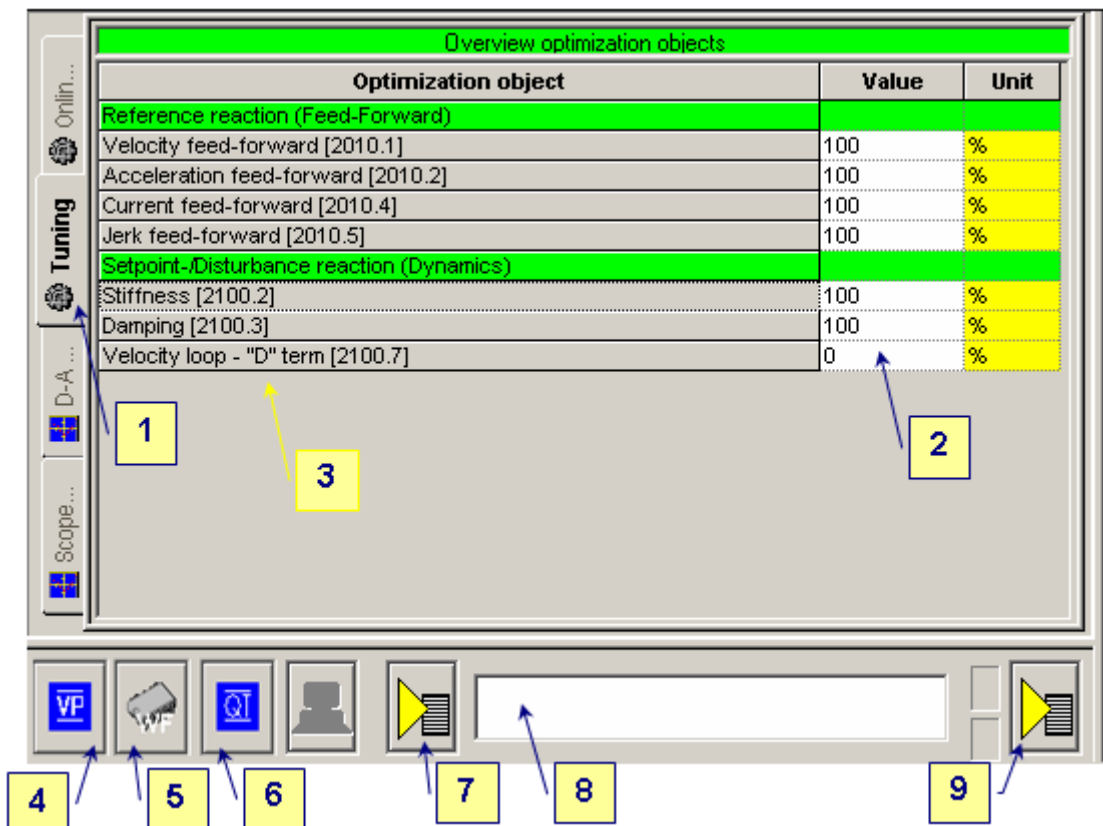 Overview optimization objects
Optimization object Value Unit
Reference reaction (Feed-Forward)
Velocity feed-forward [2010.1] 100 %
Acceleration feed-forward [2010.2] 100 %
Current feed-forward [2010.4] 100 %
Jerk feed-forward [2010.5] 100 %
Setpoint-/Disturbance reaction (Dynamics)
Stiffness [2100.2] 100 %
Damping [2100.3] 100 %
Velocity loop - "D" term [2100.7] 0 %
Onlin...
Tuning
D-A ...
Scope...
1
2
3
VP
WF
QT
4
5
6
7
8
9